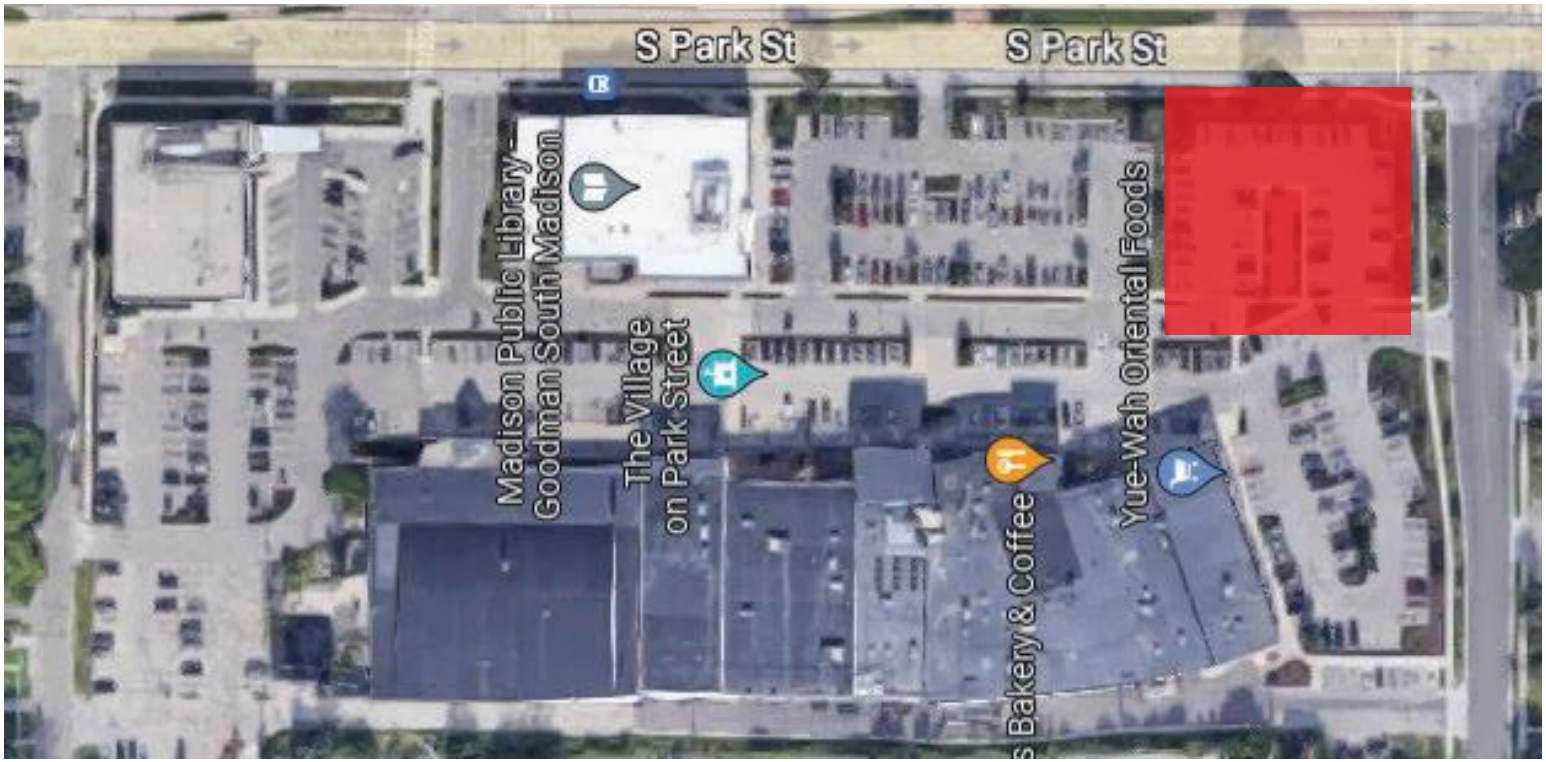 S Park St
S Park St
Madison Public Library -
Goodman South Madison
The Village
on Park Street
s Bakery & Coffee
Yue-Wah Oriental Foods